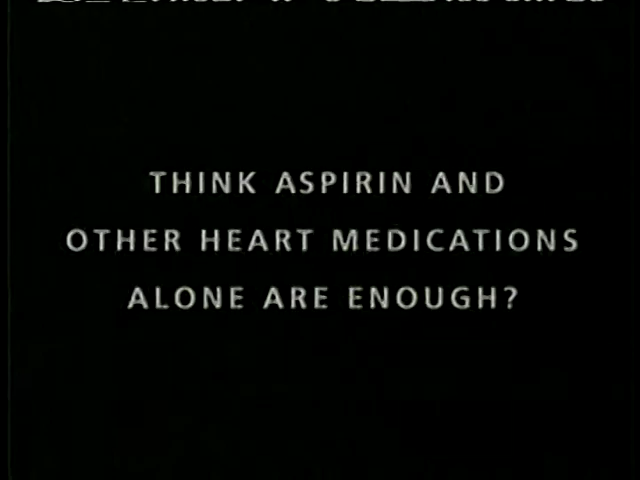 THINK ASPIRIN AND
OTHER HEART MEDICATIONS
ALONE ARE ENOUGH?